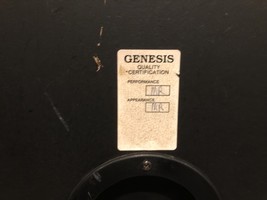 GENESIS
QUALITY
CERTIFICATION
PERFORMANCE
APPEARANCE